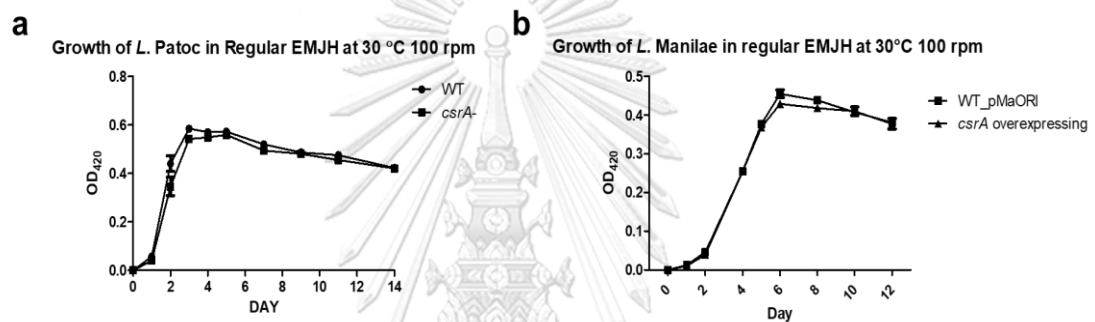 a
Growth of L. Patoc in Regular EMJH at 30 °C 100 rpm
0.8
0.6
0.4
0.2
0.0
OD420
WT
csrA-
0 2 4 6 8 10 12 14
DAY
b
Growth of L. Manilae in regular EMJH at 30°C 100 rpm
0.5
0.4
0.3
0.2
0.1
0.0
OD420
WT_pMaORI
csrA overexpressing
0 2 4 6 8 10 12
Day